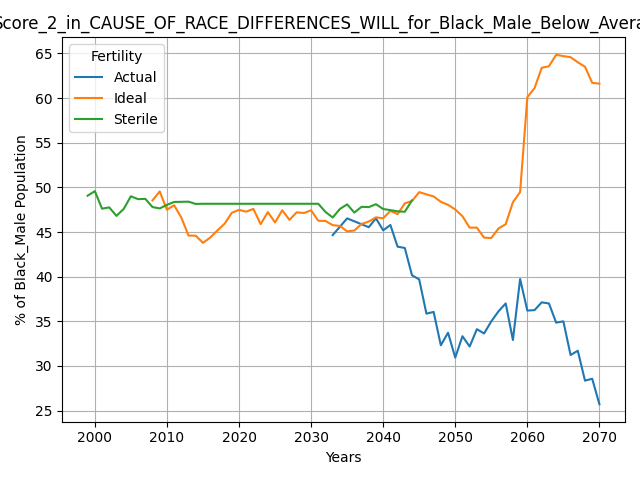 Score_2_in_CAUSE_OF_RACE_DIFFERENCES_WILL_for_Black_Male_Below_Avera
Fertility
Actual
Ideal
Sterile
% of Black_Male Population
65
60
55
50
45
40
35
30
25
2000 2010 2020 2030 2040 2050 2060 2070
Years